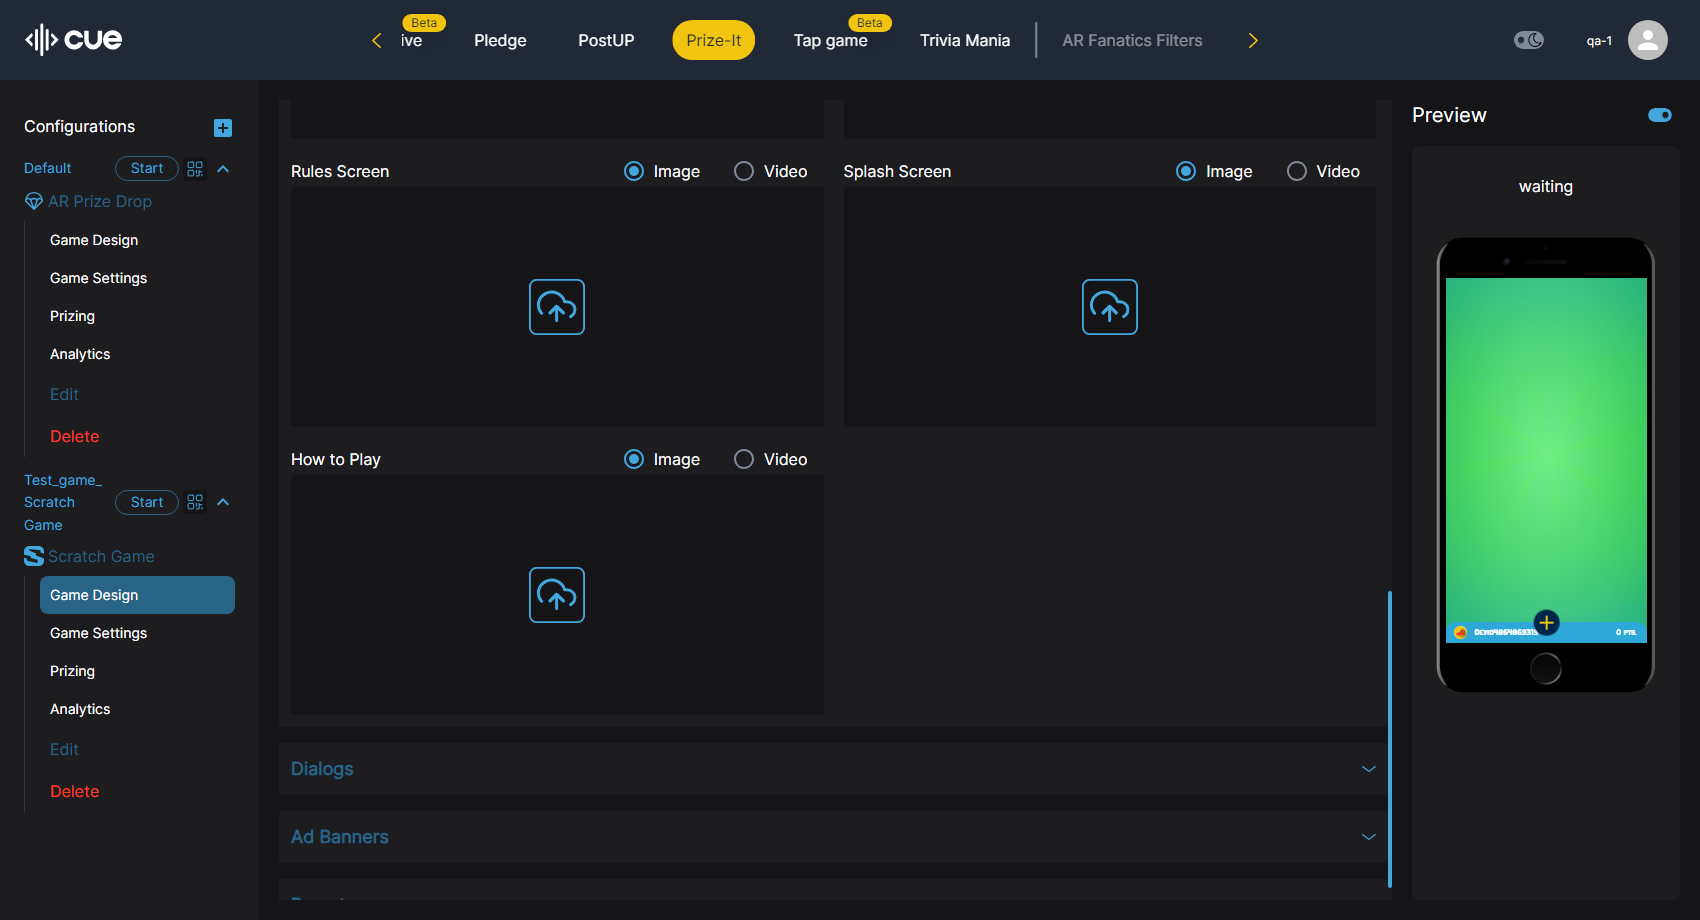 cue
Beta
ive
Pledge
PostUP
Prize-It
Beta
Tap game
Trivia Mania
AR Fanatics Filters
qa-1
Configurations
Default
Start
AR Prize Drop
Game Design
Game Settings
Prizing
Analytics
Edit
Delete
Test_game_
Scratch
Game
Start
Scratch Game
Game Design
Game Settings
Prizing
Analytics
Edit
Delete
Rules Screen
Image
Video
Splash Screen
Image
Video
How to Play
Image
Video
Dialogs
Ad Banners
Preview
waiting
0 PTS.